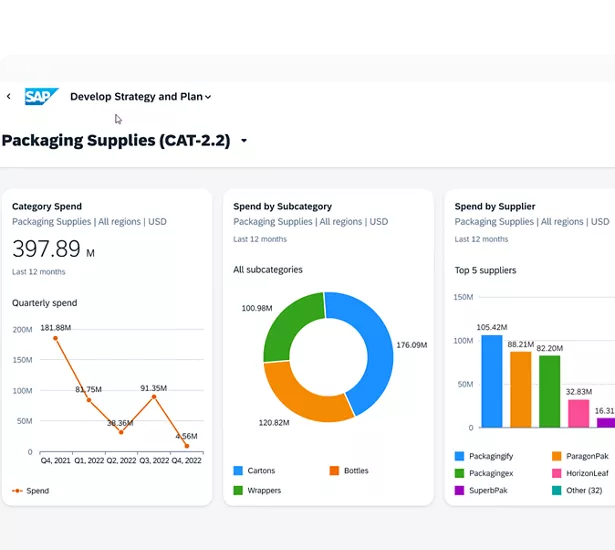 SAP
Develop Strategy and Plan
Packaging Supplies (CAT-2.2)
Category Spend
Packaging Supplies | All regions | USD
397.89 M
Last 12 months
Quarterly spend
181.88M
200M
150M
100M
50M
0
81.75M
38.36M
91.35M
4.56M
Q4, 2021 Q1, 2022 Q2, 2022 Q3, 2022 Q4, 2022
Spend
Spend by Subcategory
Packaging Supplies | All regions | USD
Last 12 months
All subcategories
100.98M
176.09M
120.82M
Cartons
Bottles
Wrappers
Spend by Supplier
Packaging Supplies | All regions | USD
Last 12 months
Top 5 suppliers
150M
100M
50M
0
105.42M
88.21M
82.20M
32.83M
16.31
Packagingify
ParagonPak
Packagingex
HorizonLeaf
SuperbPak
Other (32)